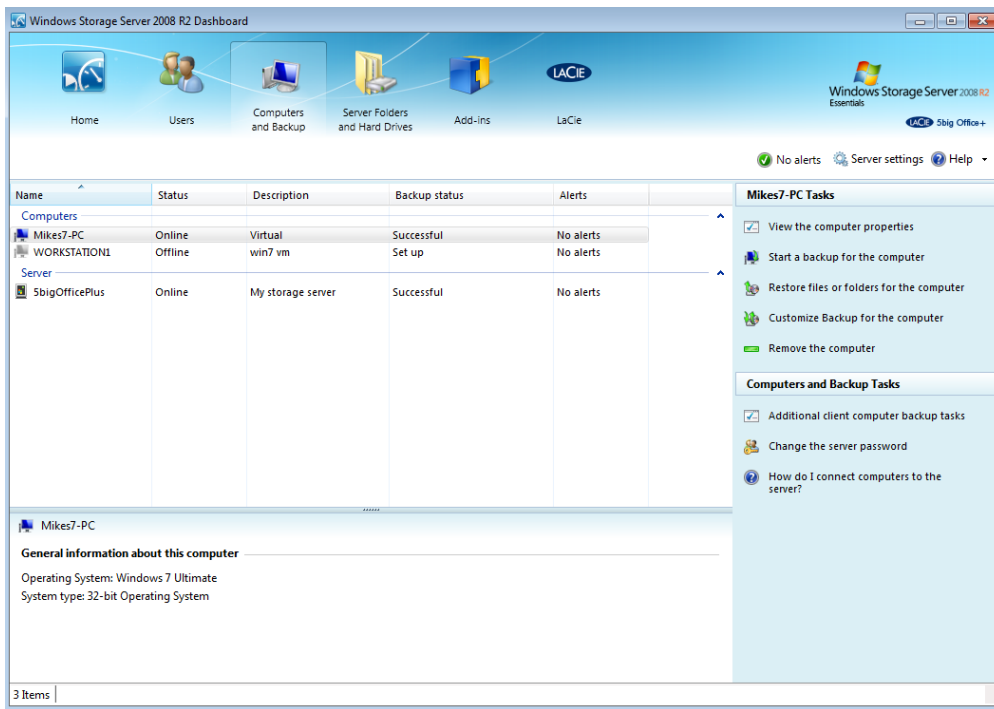 Windows Storage Server 2008 R2 Dashboard
Home
Users
Computers
and Backup
Server Folders
and Hard Drives
Add-ins
LACIE
LaCie
Windows Storage Server 2008 R2
Essentials
LACIE 5big Office+
No alerts Server settings Help
Name Status Description Backup status Alerts
Computers
Mikes7-PC Online Virtual Successful No alerts
WORKSTATION1 Offline win7 vm Set up No alerts
Server
5bigOfficePlus Online My storage server Successful No alerts
Mikes7-PC Tasks
View the computer properties
Start a backup for the computer
Restore files or folders for the computer
Customize Backup for the computer
Remove the computer
Computers and Backup Tasks
Additional client computer backup tasks
Change the server password
How do I connect computers to the
server?
Mikes7-PC
General information about this computer
Operating System: Windows 7 Ultimate
System type: 32-bit Operating System
3 Items